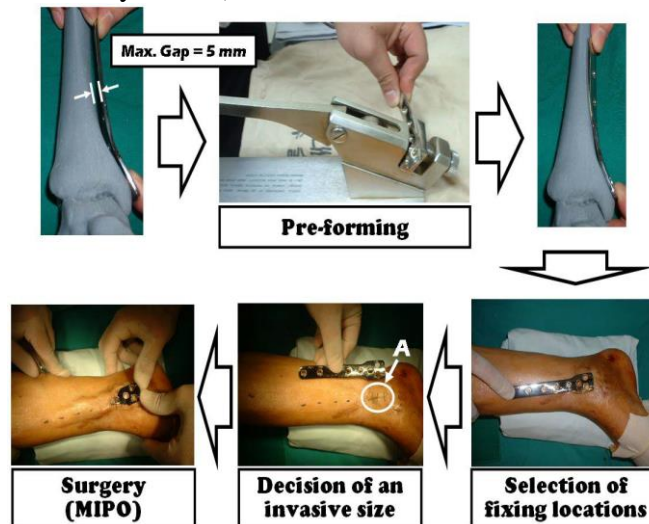 Max. Gap = 5 mm
Pre-forming
A
Surgery
(MIPO)
Decision of an
invasive size
Selection of
fixing locations